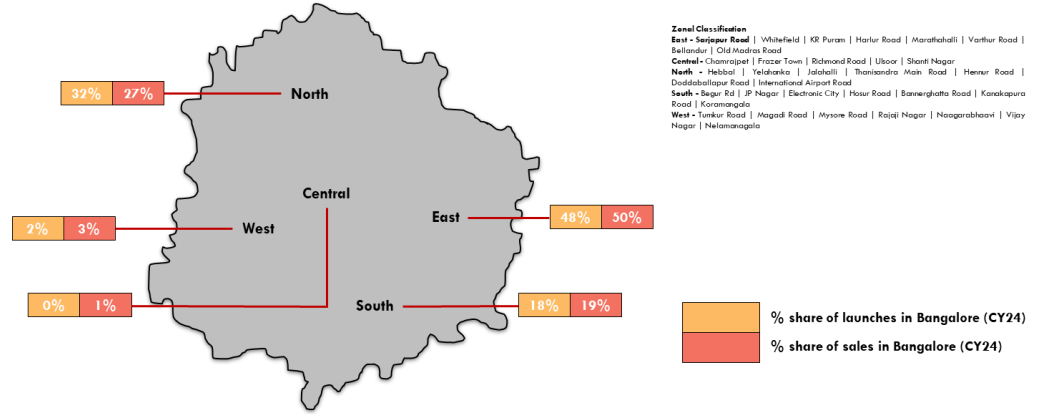 Zonal Classification
East - Sarjapur Road | Whitefield | KR Puram | Harlur Road | Marathahalli | Varthur Road |
Bellandur | Old Madras Road
Central - Chamrajpet | Frazer Town | Richmond Road | Ulsoor | Shanti Nagar
North - Hebbal | Yelahanka | Jalahalli | Thanisandra Main Road | Hennur Road |
Doddaballapur Road | International Airport Road
South - Begur Rd | JP Nagar | Electronic City | Hosur Road | Bannerghatta Road | Kanakapura
Road | Koramangala
West - Tumkur Road | Magadi Road | Mysore Road | Rajaji Nagar | Naagarabhaavi | Vijay
Nagar | Nelamanagala
32% 27% North
Central
2% 3% West
East 48% 50%
0% 1%
South 18% 19%
% share of launches in Bangalore (CY24)
% share of sales in Bangalore (CY24)